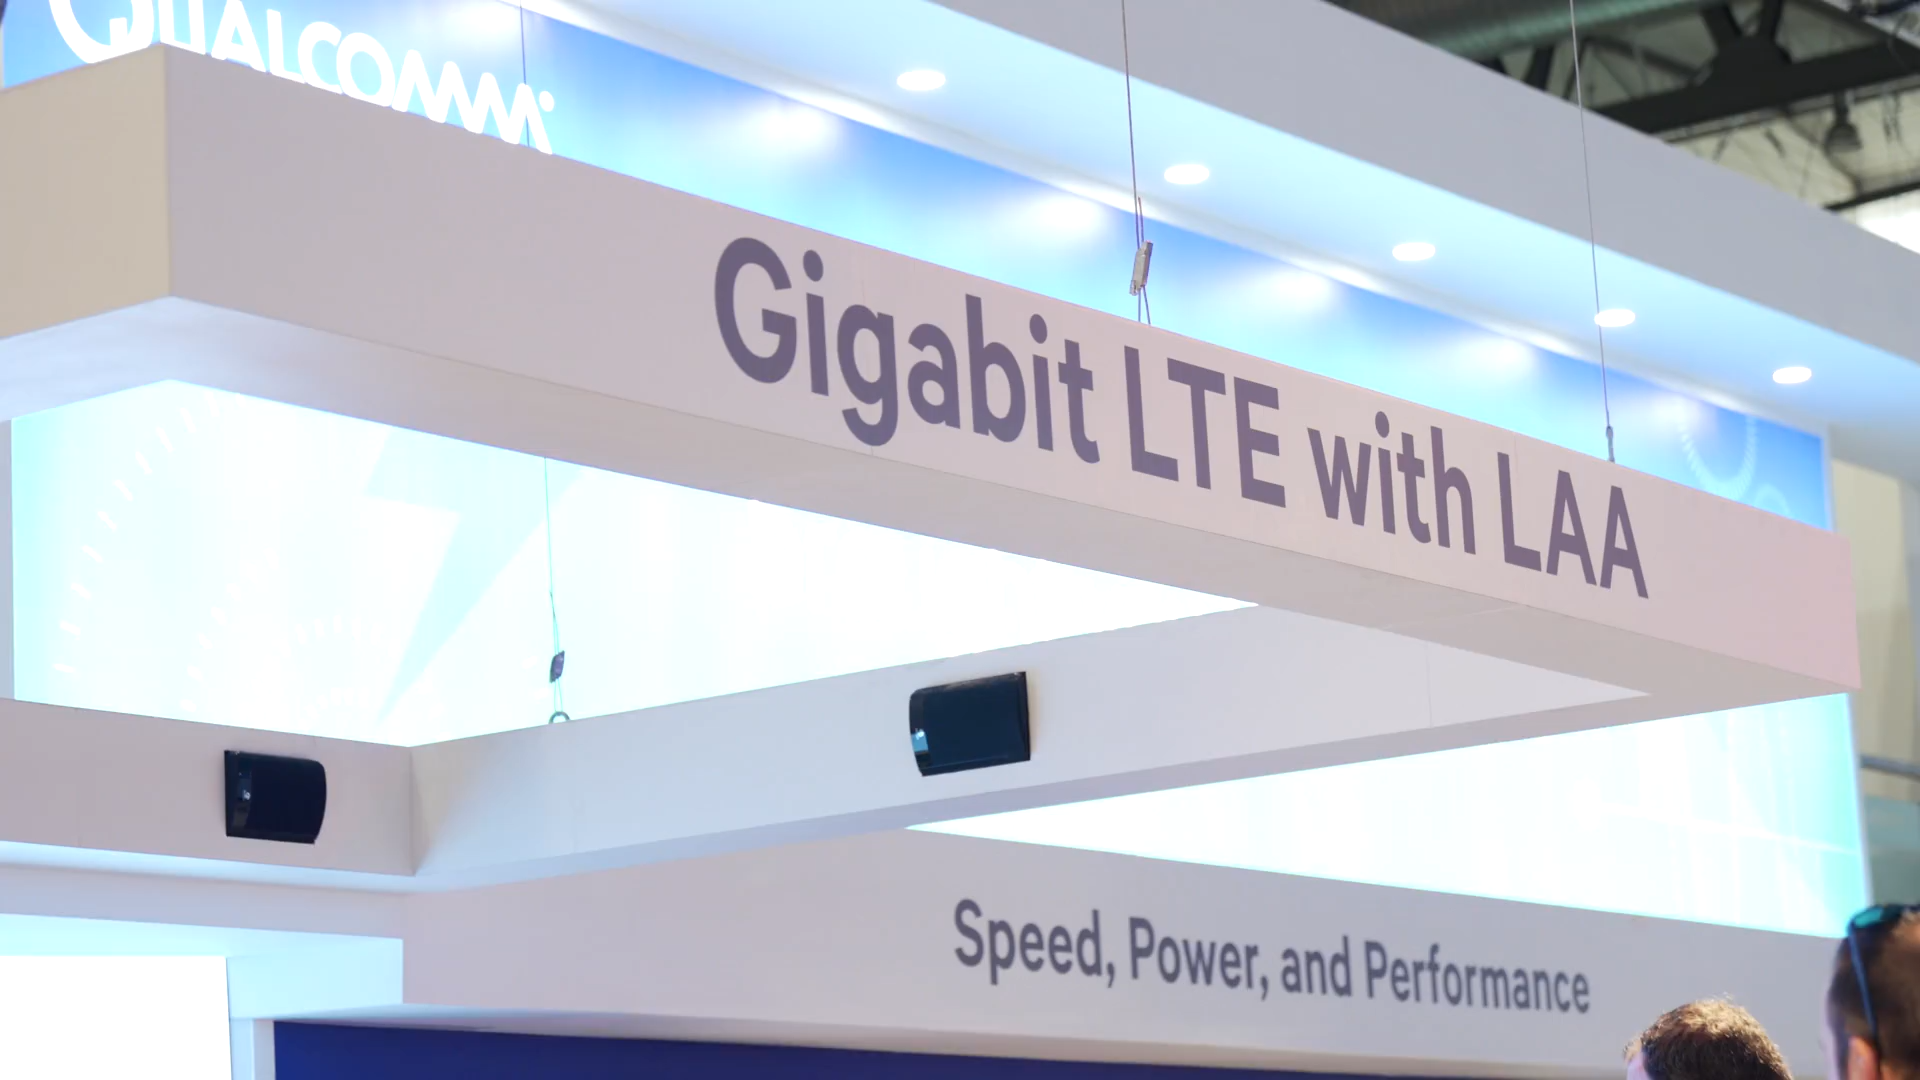 QUALCOMM
Gigabit LTE with LAA
Speed, Power, and Performance